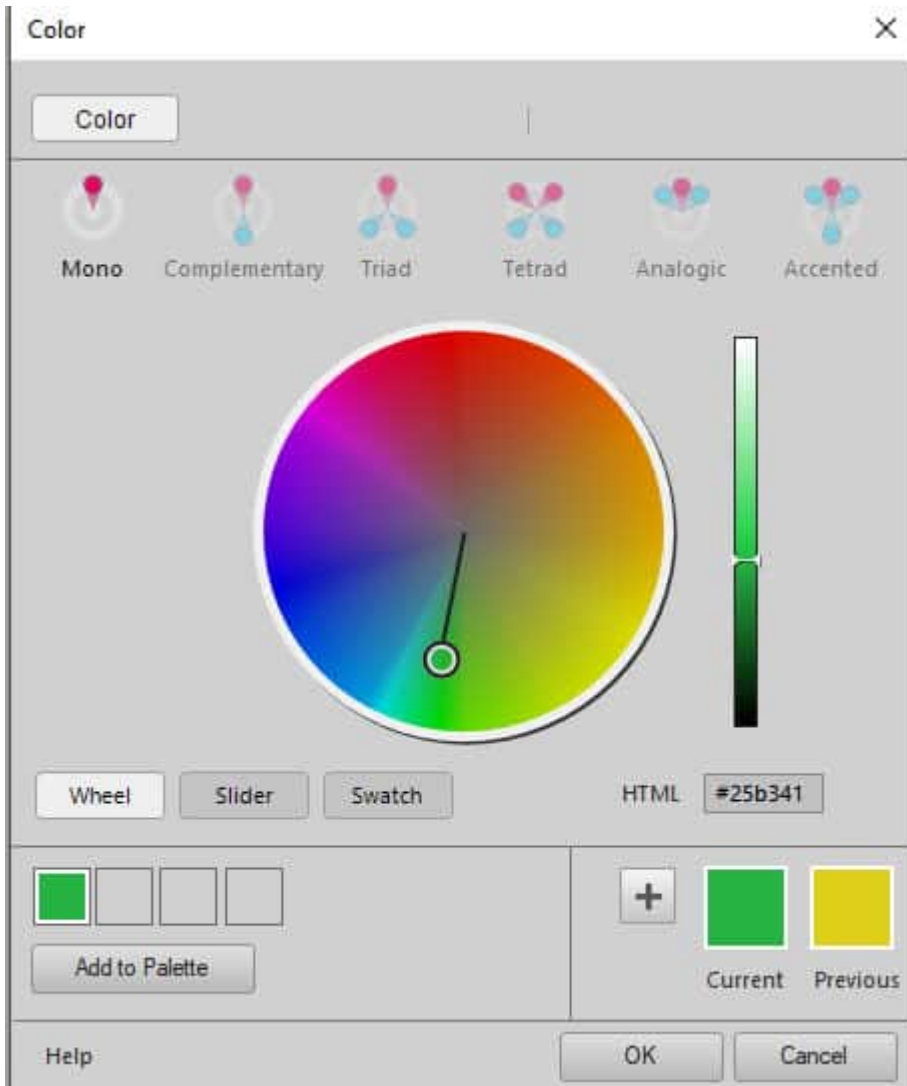 Color
Color
Mono Complementary Triad Tetrad Analogic Accented
Wheel Slider Swatch HTML #25b341
Add to Palette
Current Previous
Help OK Cancel